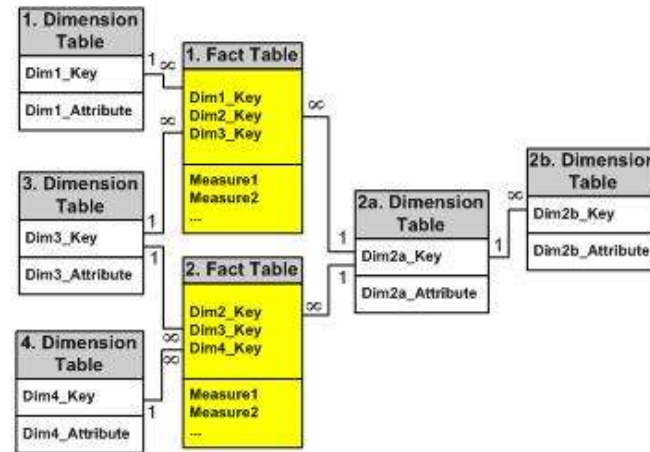 1. Dimension
Table
Dim1_Key
Dim1_Attribute
1
∞
1. Fact Table
Dim1_Key
Dim2_Key
Dim3_Key
Measure1
Measure2
...
∞
∞
3. Dimension
Table
Dim3_Key
Dim3_Attribute
1
1
2. Fact Table
Dim2_Key
Dim3_Key
Dim4_Key
Measure1
Measure2
...
∞
∞
∞
4. Dimension
Table
Dim4_Key
Dim4_Attribute
1
2a. Dimension
Table
Dim2a_Key
Dim2a_Attribute
1
1
1
∞
2b. Dimension
Table
Dim2b_Key
Dim2b_Attribute